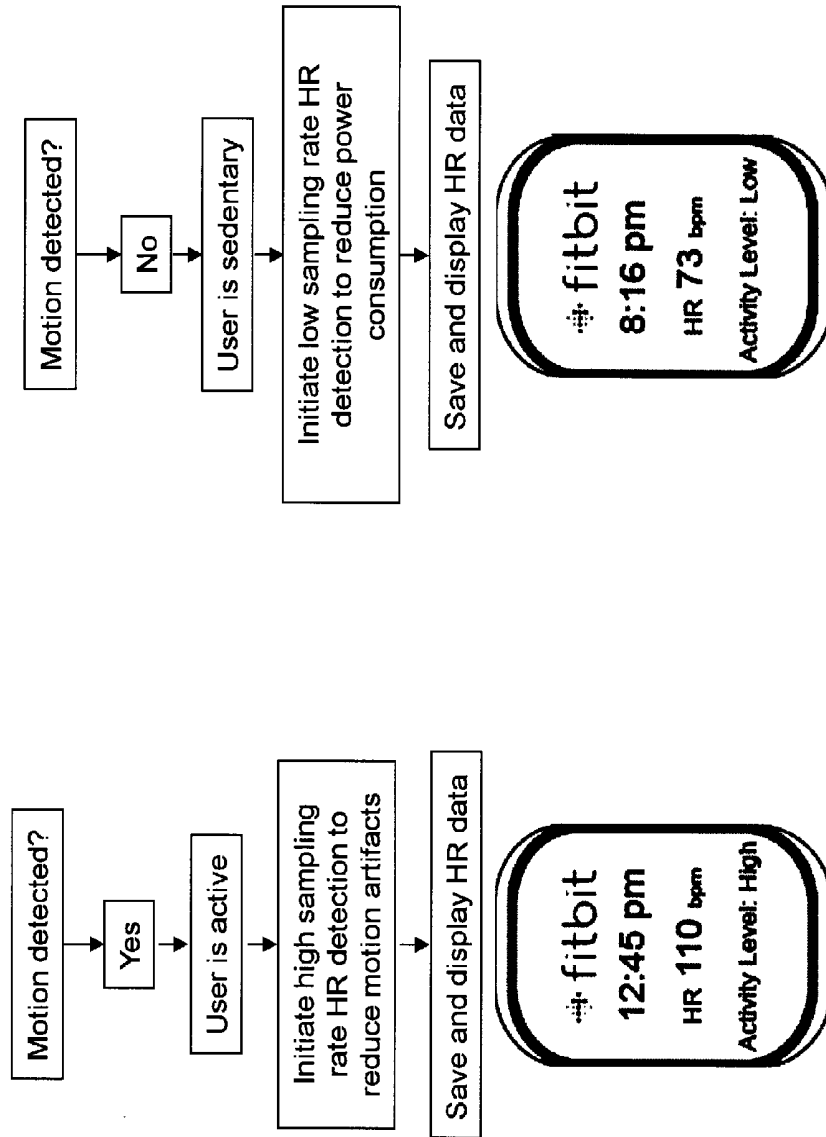 Motion detected?
Yes
User is active
Initiate high sampling
rate HR detection to
reduce motion artifacts
Save and display HR data
fitbit
12:45 pm
HR 110 bpm
Activity Level: High
Motion detected?
No
User is sedentary
Initiate low sampling rate HR
detection to reduce power
consumption
Save and display HR data
fitbit
8:16 pm
HR 73 bpm
Activity Level: Low